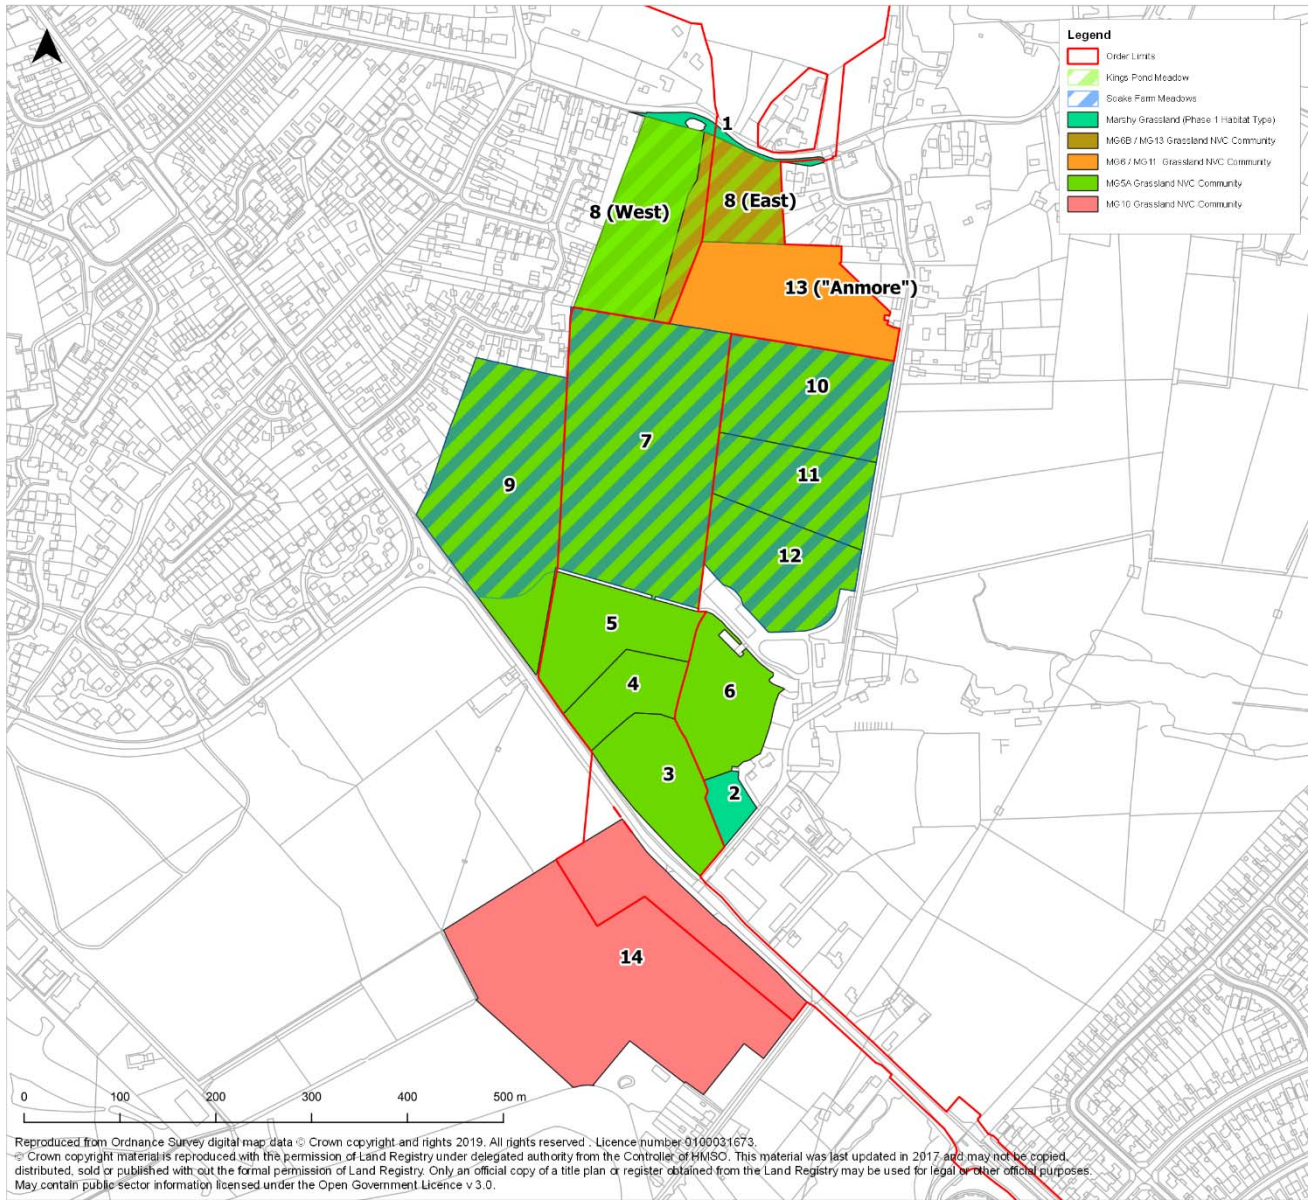 Legend
Order Limits
Kings Pond Meadow
Soake Farm Meadows
Marshy Grassland (Phase 1 Habitat Type)
MG6B / MG13 Grassland NVC Community
MG6 / MG11 Grassland NVC Community
MG5A Grassland NVC Community
MG10 Grassland NVC Community
1
8 (West)
8 (East)
13 ("Anmore")
10
7
11
9
12
5
4
6
3
2
14
0 100 200 300 400 500 m
Reproduced from Ordnance Survey digital map data © Crown copyright and rights 2019. All rights reserved . Licence number 0100031673.
© Crown copyright material is reproduced with the permission of Land Registry under delegated authority from the Controller of HMSO. This material was last updated in 2017 and may not be copied,
distributed, sold or published with out the formal permission of Land Registry. Only an official copy of a title plan or register obtained from the Land Registry may be used for legal or other official purposes.
May contain public sector information licensed under the Open Government Licence v 3.0.